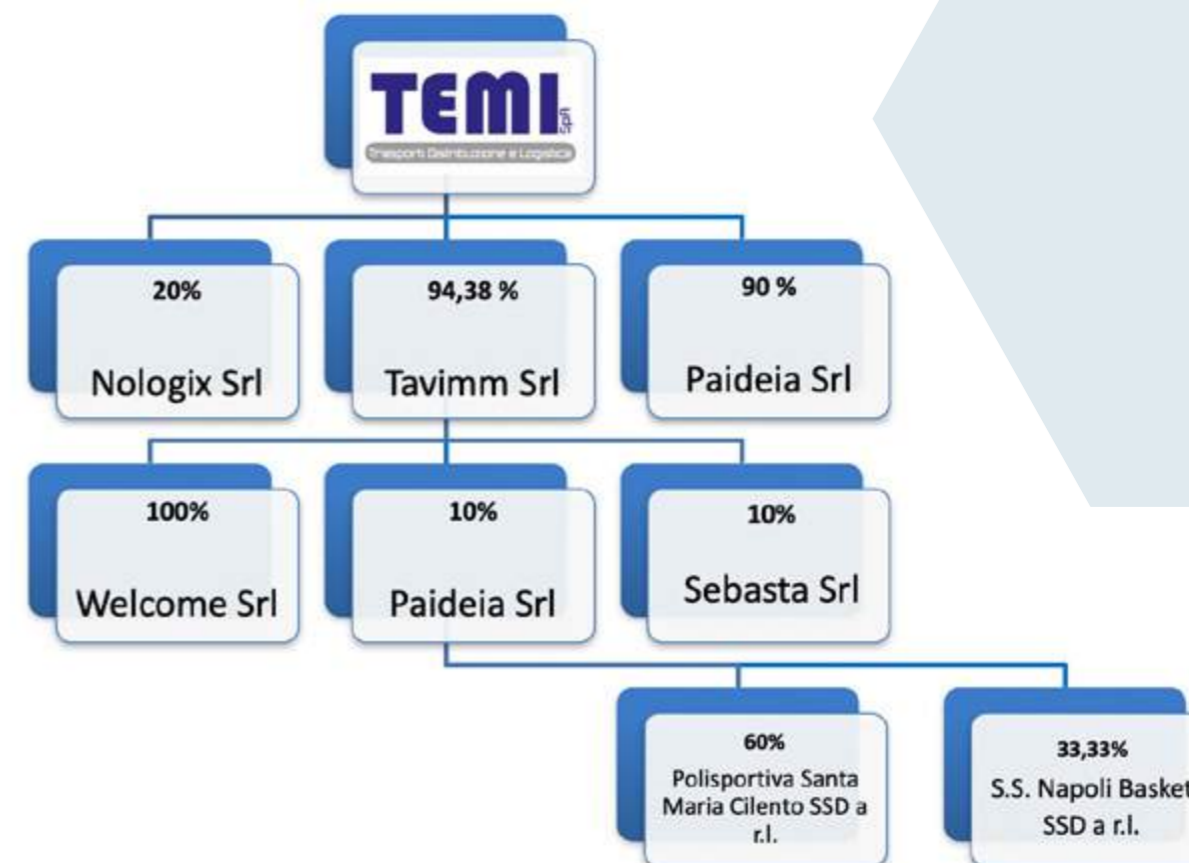 TEMI SpA
Trasporti Distribuzione e Logistica
20%
Nologix Srl
94,38 %
Tavimm Srl
90 %
Paideia Srl
100%
Welcome Srl
10%
Paideia Srl
10%
Sebasta Srl
60%
Polisportiva Santa
Maria Cilento SSD a
r.l.
33,33%
S.S. Napoli Basket
SSD a r.l.